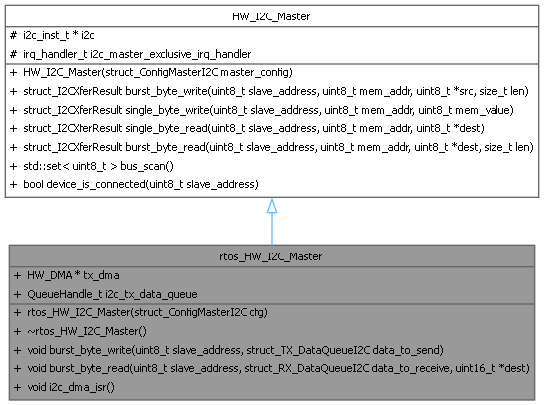 HW_I2C_Master
# i2c_inst_t * i2c
# irq_handler_t i2c_master_exclusive_irq_handler
+ HW_I2C_Master(struct_ConfigMasterI2C master_config)
+ struct_I2CXferResult burst_byte_write(uint8_t slave_address, uint8_t mem_addr, uint8_t *src, size_t len)
+ struct_I2CXferResult single_byte_write(uint8_t slave_address, uint8_t mem_addr, uint8_t mem_value)
+ struct_I2CXferResult single_byte_read(uint8_t slave_address, uint8_t mem_addr, uint8_t *dest)
+ struct_I2CXferResult burst_byte_read(uint8_t slave_address, uint8_t mem_addr, uint8_t *dest, size_t len)
+ std::set< uint8_t > bus_scan()
+ bool device_is_connected(uint8_t slave_address)
rtos_HW_I2C_Master
+ HW_DMA * tx_dma
+ QueueHandle_t i2c_tx_data_queue
+ rtos_HW_I2C_Master(struct_ConfigMasterI2C cfg)
+ ~rtos_HW_I2C_Master()
+ void burst_byte_write(uint8_t slave_address, struct_TX_DataQueueI2C data_to_send)
+ void burst_byte_read(uint8_t slave_address, struct_RX_DataQueueI2C data_to_receive, uint16_t *dest)
+ void i2c_dma_isr()